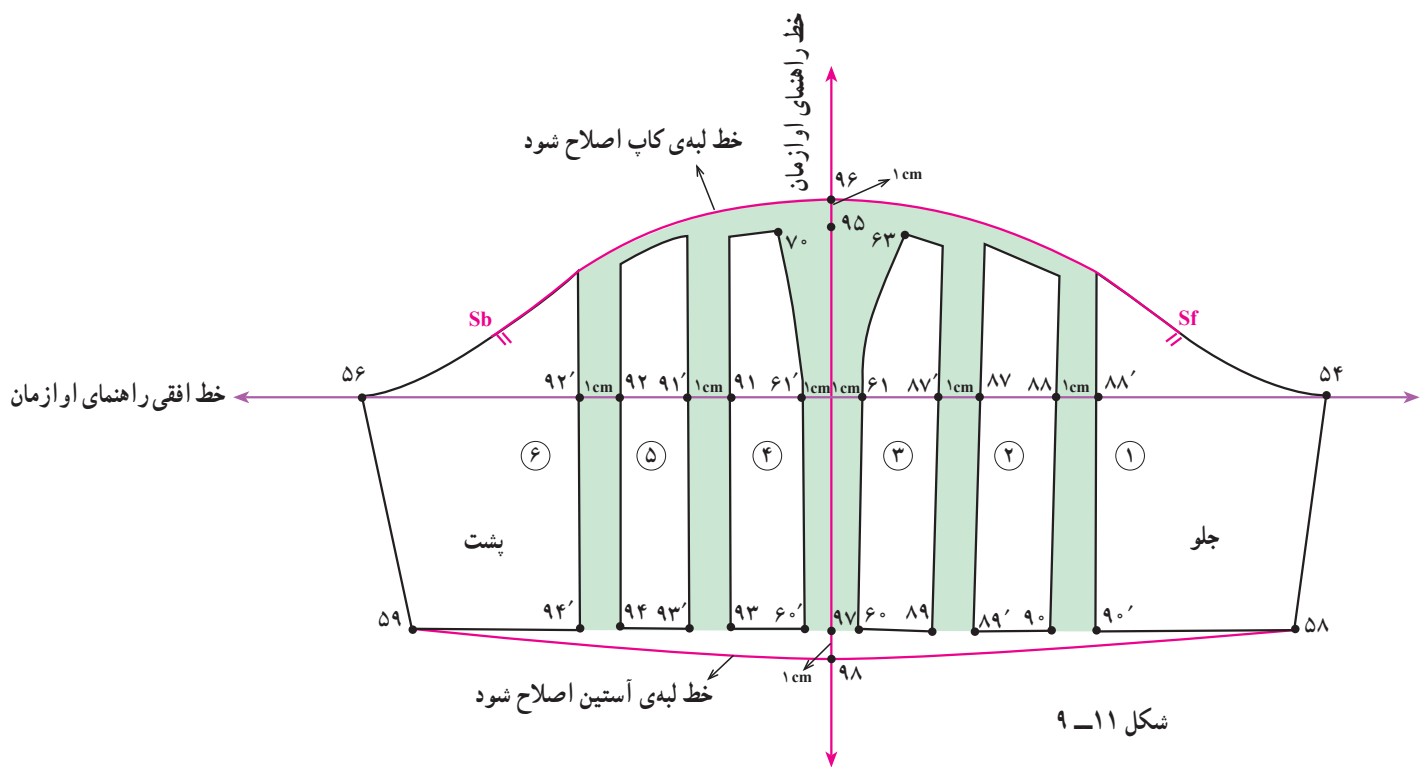 خط راهنمای اوازمان
خط لبه‌ی کاپ اصلاح شود
۹۶
۱cm
۹۵
۷۰
۶۳
Sb
Sf
۵۶
۹۲′
۱cm
۹۲
۹۱′
۱cm
۹۱
۶۱′
۱cm
۱cm
۶۱
۸۷′
۱cm
۸۷
۸۸
۱cm
۸۸′
۵۴
خط افقی راهنمای اوازمان
۶
۵
۴
۳
۲
۱
پشت
جلو
۵۹
۹۴′
۹۴
۹۳′
۹۳
۶۰′
۹۷
۶۰
۸۹
۸۹′
۹۰
۹۰′
۵۸
۱cm
۹۸
خط لبه‌ی آستین اصلاح شود
شکل ۱۱ــ ۹